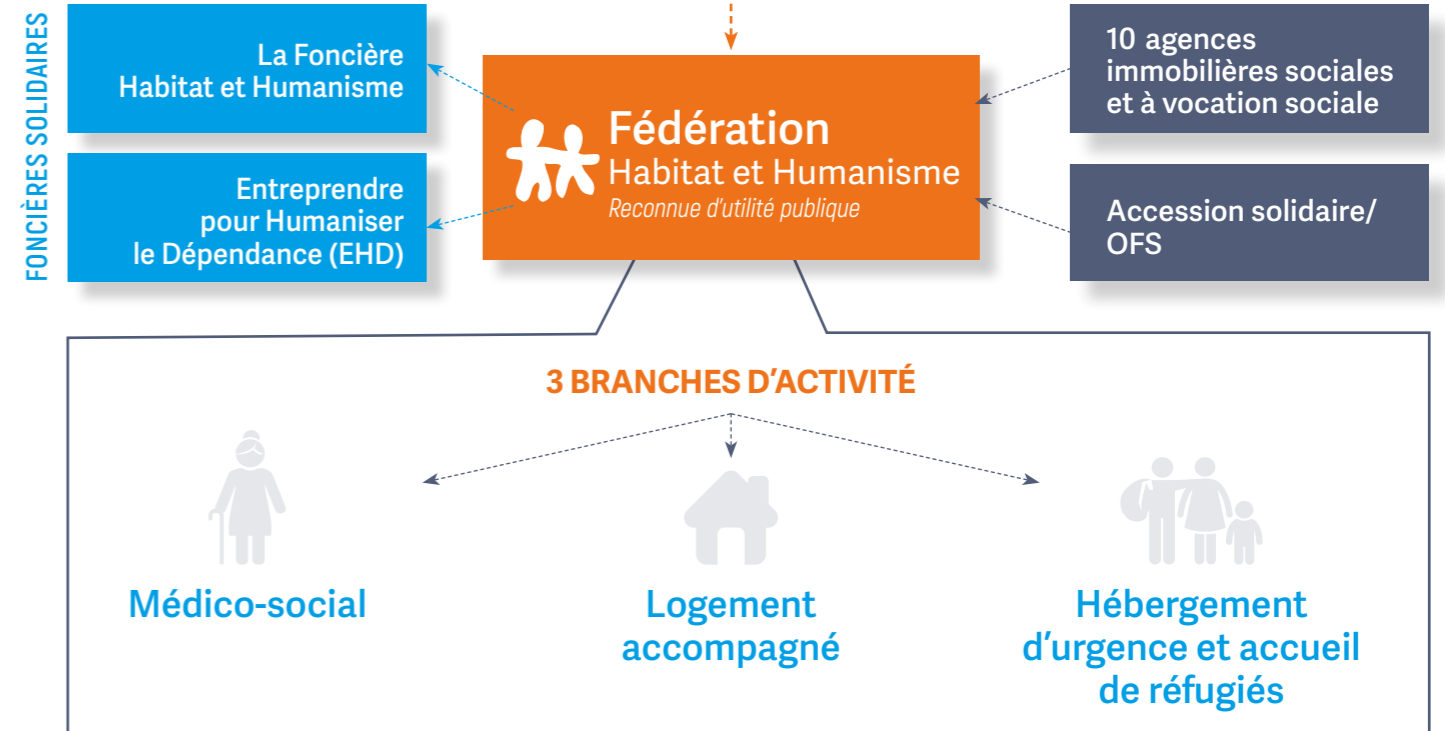 FONCIÈRES SOLIDAIRES
La Foncière
Habitat et Humanisme
Entreprendre
pour Humaniser
le Dépendance (EHD)
Fédération
Habitat et Humanisme
Reconnue d'utilité publique
10 agences
immobilières sociales
et à vocation sociale
Accession solidaire/
OFS
3 BRANCHES D'ACTIVITÉ
Médico-social
Logement
accompagné
Hébergement
d'urgence et accueil
de réfugiés